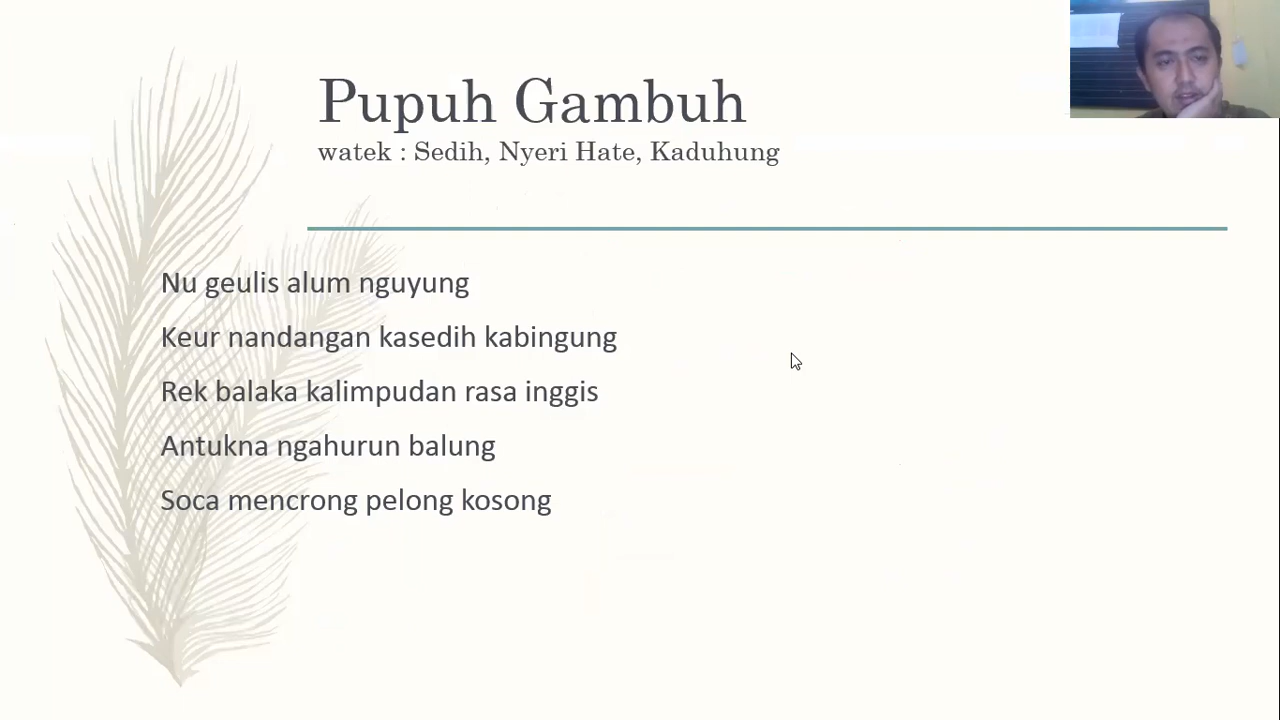 Pupuh Gambuh
watek : Sedih, Nyeri Hate, Kaduhung
Nu geulis alum nguyung
Keur nandangan kasedih kabingung
Rek balaka kalimpudan rasa inggis
Antukna ngahurun balung
Soca mencrong pelong kosong